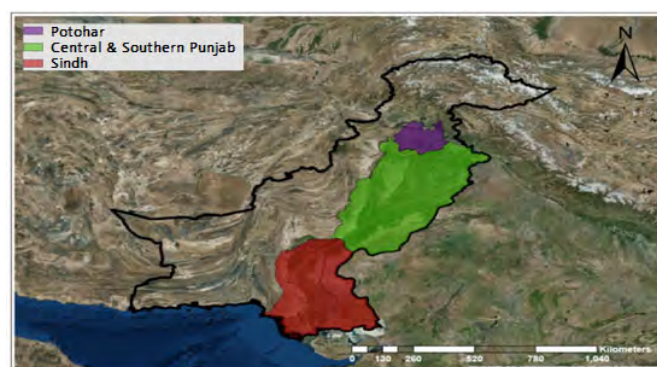 Potohar
Central & Southern Punjab
Sindh
N
Kilometers
0 130 260 520 780 1,040